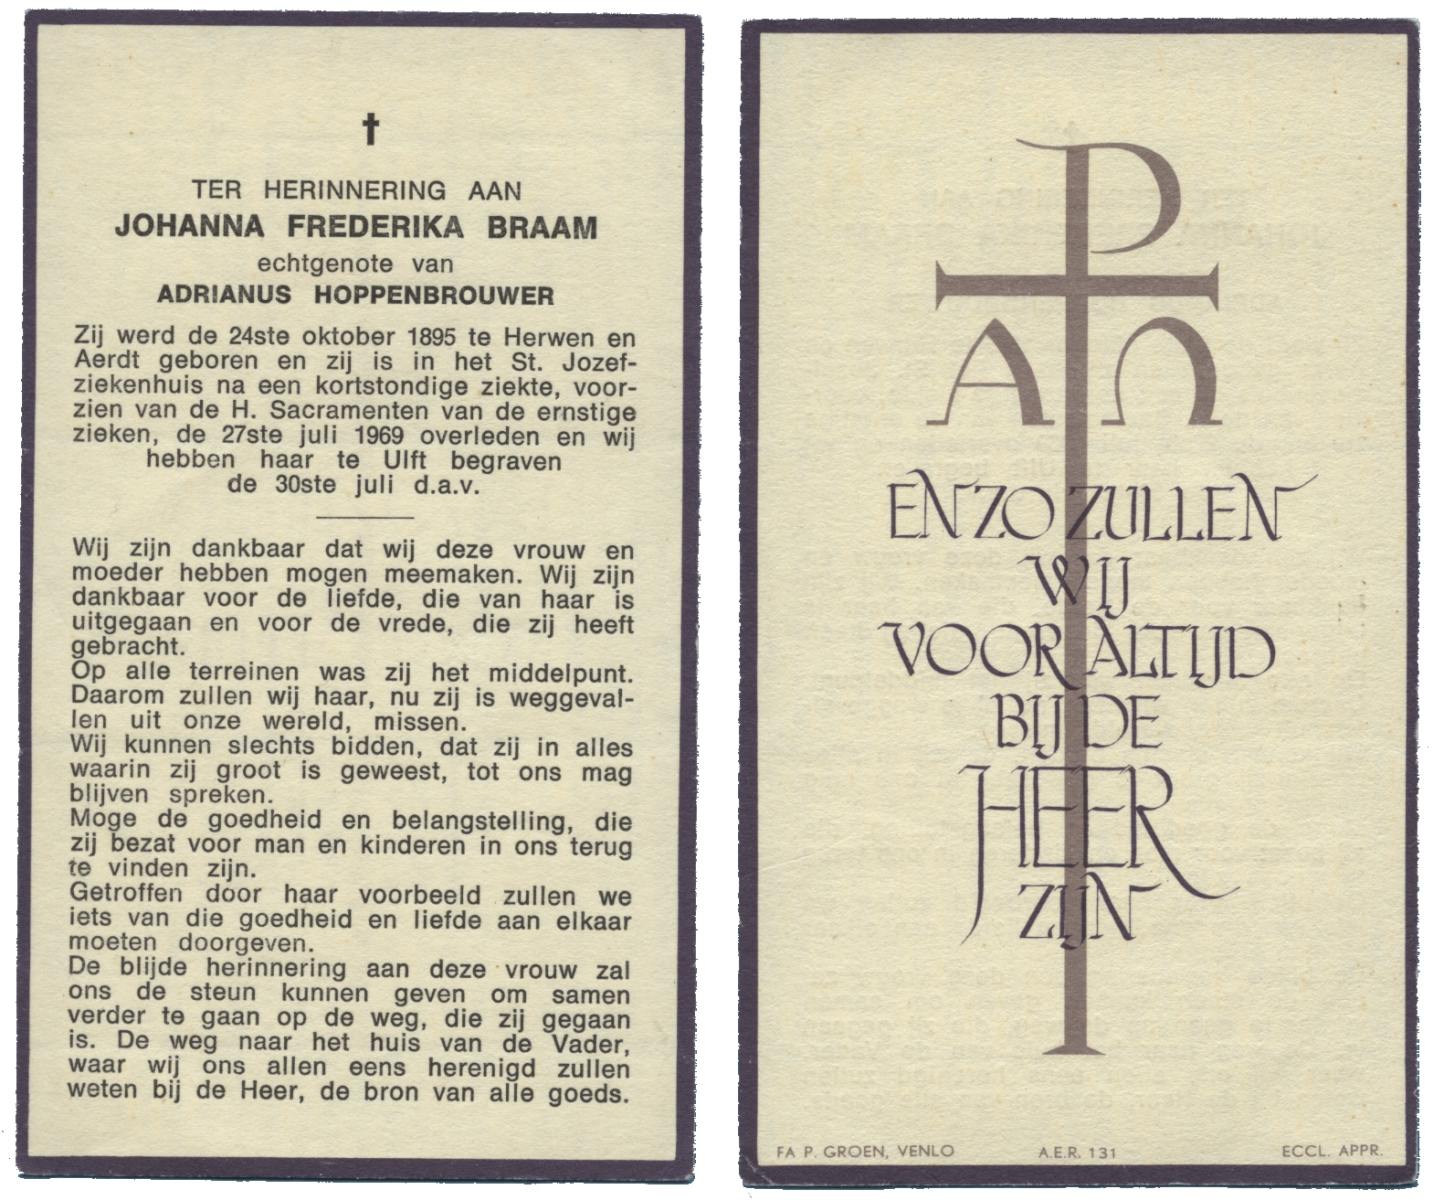 TER HERINNERING AAN
JOHANNA FREDERIKA BRAAM
echtgenote van
ADRIANUS HOPPENBROUWER
Zij werd de 24ste oktober 1895 te Herwen en
Aerdt geboren en zij is in het St. Jozef-
ziekenhuis na een kortstondige ziekte, voor-
zien van de H. Sacramenten van de ernstige
zieken, de 27ste juli 1969 overleden en wij
hebben haar te Ulft begraven
de 30ste juli d.a.v.
Wij zijn dankbaar dat wij deze vrouw en
moeder hebben mogen meemaken. Wij zijn
dankbaar voor de liefde, die van haar is
uitgegaan en voor de vrede, die zij heeft
gebracht.
Op alle terreinen was zij het middelpunt.
Daarom zullen wij haar, nu zij is weggeval-
len uit onze wereld, missen.
Wij kunnen slechts bidden, dat zij in alles
waarin zij groot is geweest, tot ons mag
blijven spreken.
Moge de goedheid en belangstelling, die
zij bezat voor man en kinderen in ons terug
te vinden zijn.
Getroffen door haar voorbeeld zullen we
iets van die goedheid en liefde aan elkaar
moeten doorgeven.
De blijde herinnering aan deze vrouw zal
ons de steun kunnen geven om samen
verder te gaan op de weg, die zij gegaan
is. De weg naar het huis van de Vader,
waar wij ons allen eens herenigd zullen
weten bij de Heer, de bron van alle goeds.
P
A Ω
EN ZO ZULLEN
WIJ
VOOR ALTIJD
BIJ DE
HEER
ZIJN
FA P. GROEN, VENLO A.E.R. 131 ECCL. APPR.